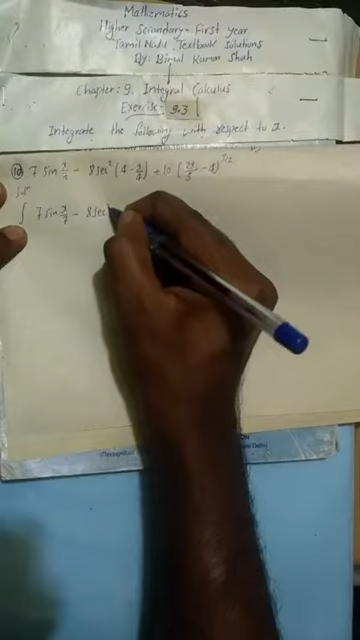 Mathematics
Higher Secondary - First year
Tamil Nadu Textbook Solutions
By: Bimal Kumar Shah
Chapter: 9. Integral Calculus
Exercise: 9.3
Integrate the following with respect to x.
(10) 7 sin x/7 - 8 sec² (4 - x/4) + 10 (2x/5 - 4)^3/2
Solⁿ
∫ 7 sin x/7 - 8 sec